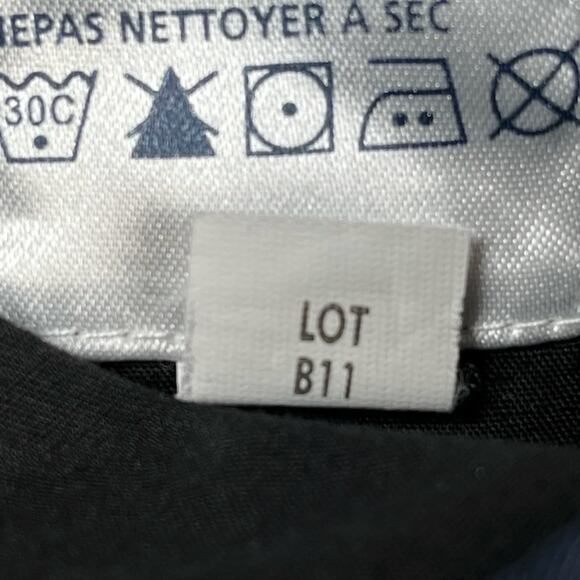 NEPAS NETTOYER A SEC
30C
LOT
B11